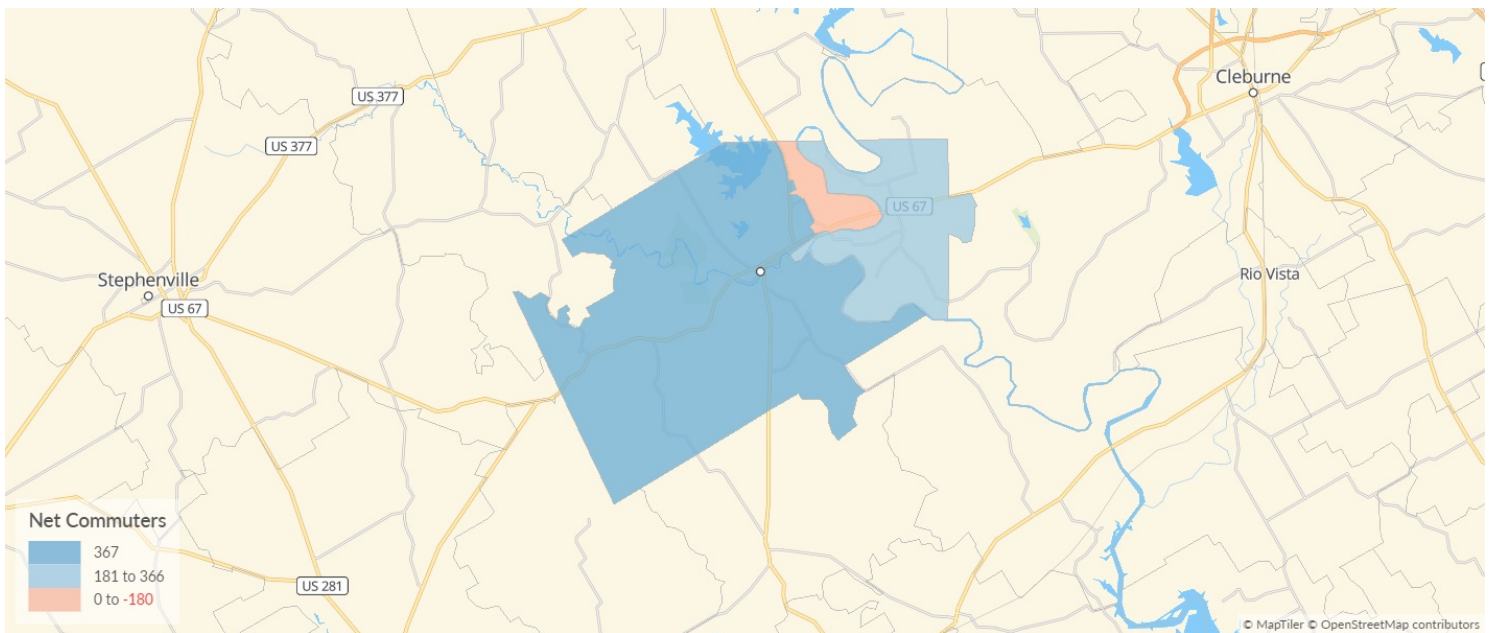 Cleburne
US 377
US 377
US 67
Stephenville
US 67
Rio Vista
Net Commuters
367
181 to 366
0 to -180
US 281
© MapTiler © OpenStreetMap contributors